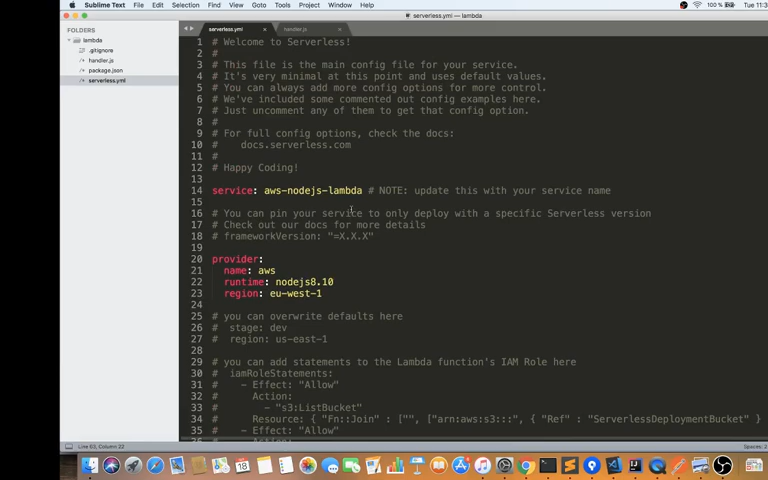 Sublime Text File Edit Selection Find View Goto Tools Project Window Help
100 % Tue 11:3
serverless.yml — lambda
serverless.yml × handler.js ×
FOLDERS
lambda
.gitignore
handler.js
package.json
serverless.yml
1 # Welcome to Serverless!
2 #
3 # This file is the main config file for your service.
4 # It's very minimal at this point and uses default values.
5 # You can always add more config options for more control.
6 # We've included some commented out config examples here.
7 # Just uncomment any of them to get that config option.
8 #
9 # For full config options, check the docs:
10 # docs.serverless.com
11 #
12 # Happy Coding!
13
14 service: aws-nodejs-lambda # NOTE: update this with your service name
15
16 # You can pin your service to only deploy with a specific Serverless version
17 # Check out our docs for more details
18 # frameworkVersion: "=X.X.X"
19
20 provider:
21 name: aws
22 runtime: nodejs8.10
23 region: eu-west-1
24
25 # you can overwrite defaults here
26 # stage: dev
27 # region: us-east-1
28
29 # you can add statements to the Lambda function's IAM Role here
30 # iamRoleStatements:
31 # - Effect: "Allow"
32 # Action:
33 # - "s3:ListBucket"
34 # Resource: { "Fn::Join" : ["", ["arn:aws:s3:::", { "Ref" : "ServerlessDeploymentBucket" }
35 # - Effect: "Allow"
Line 63, Column 22
Spaces: 2